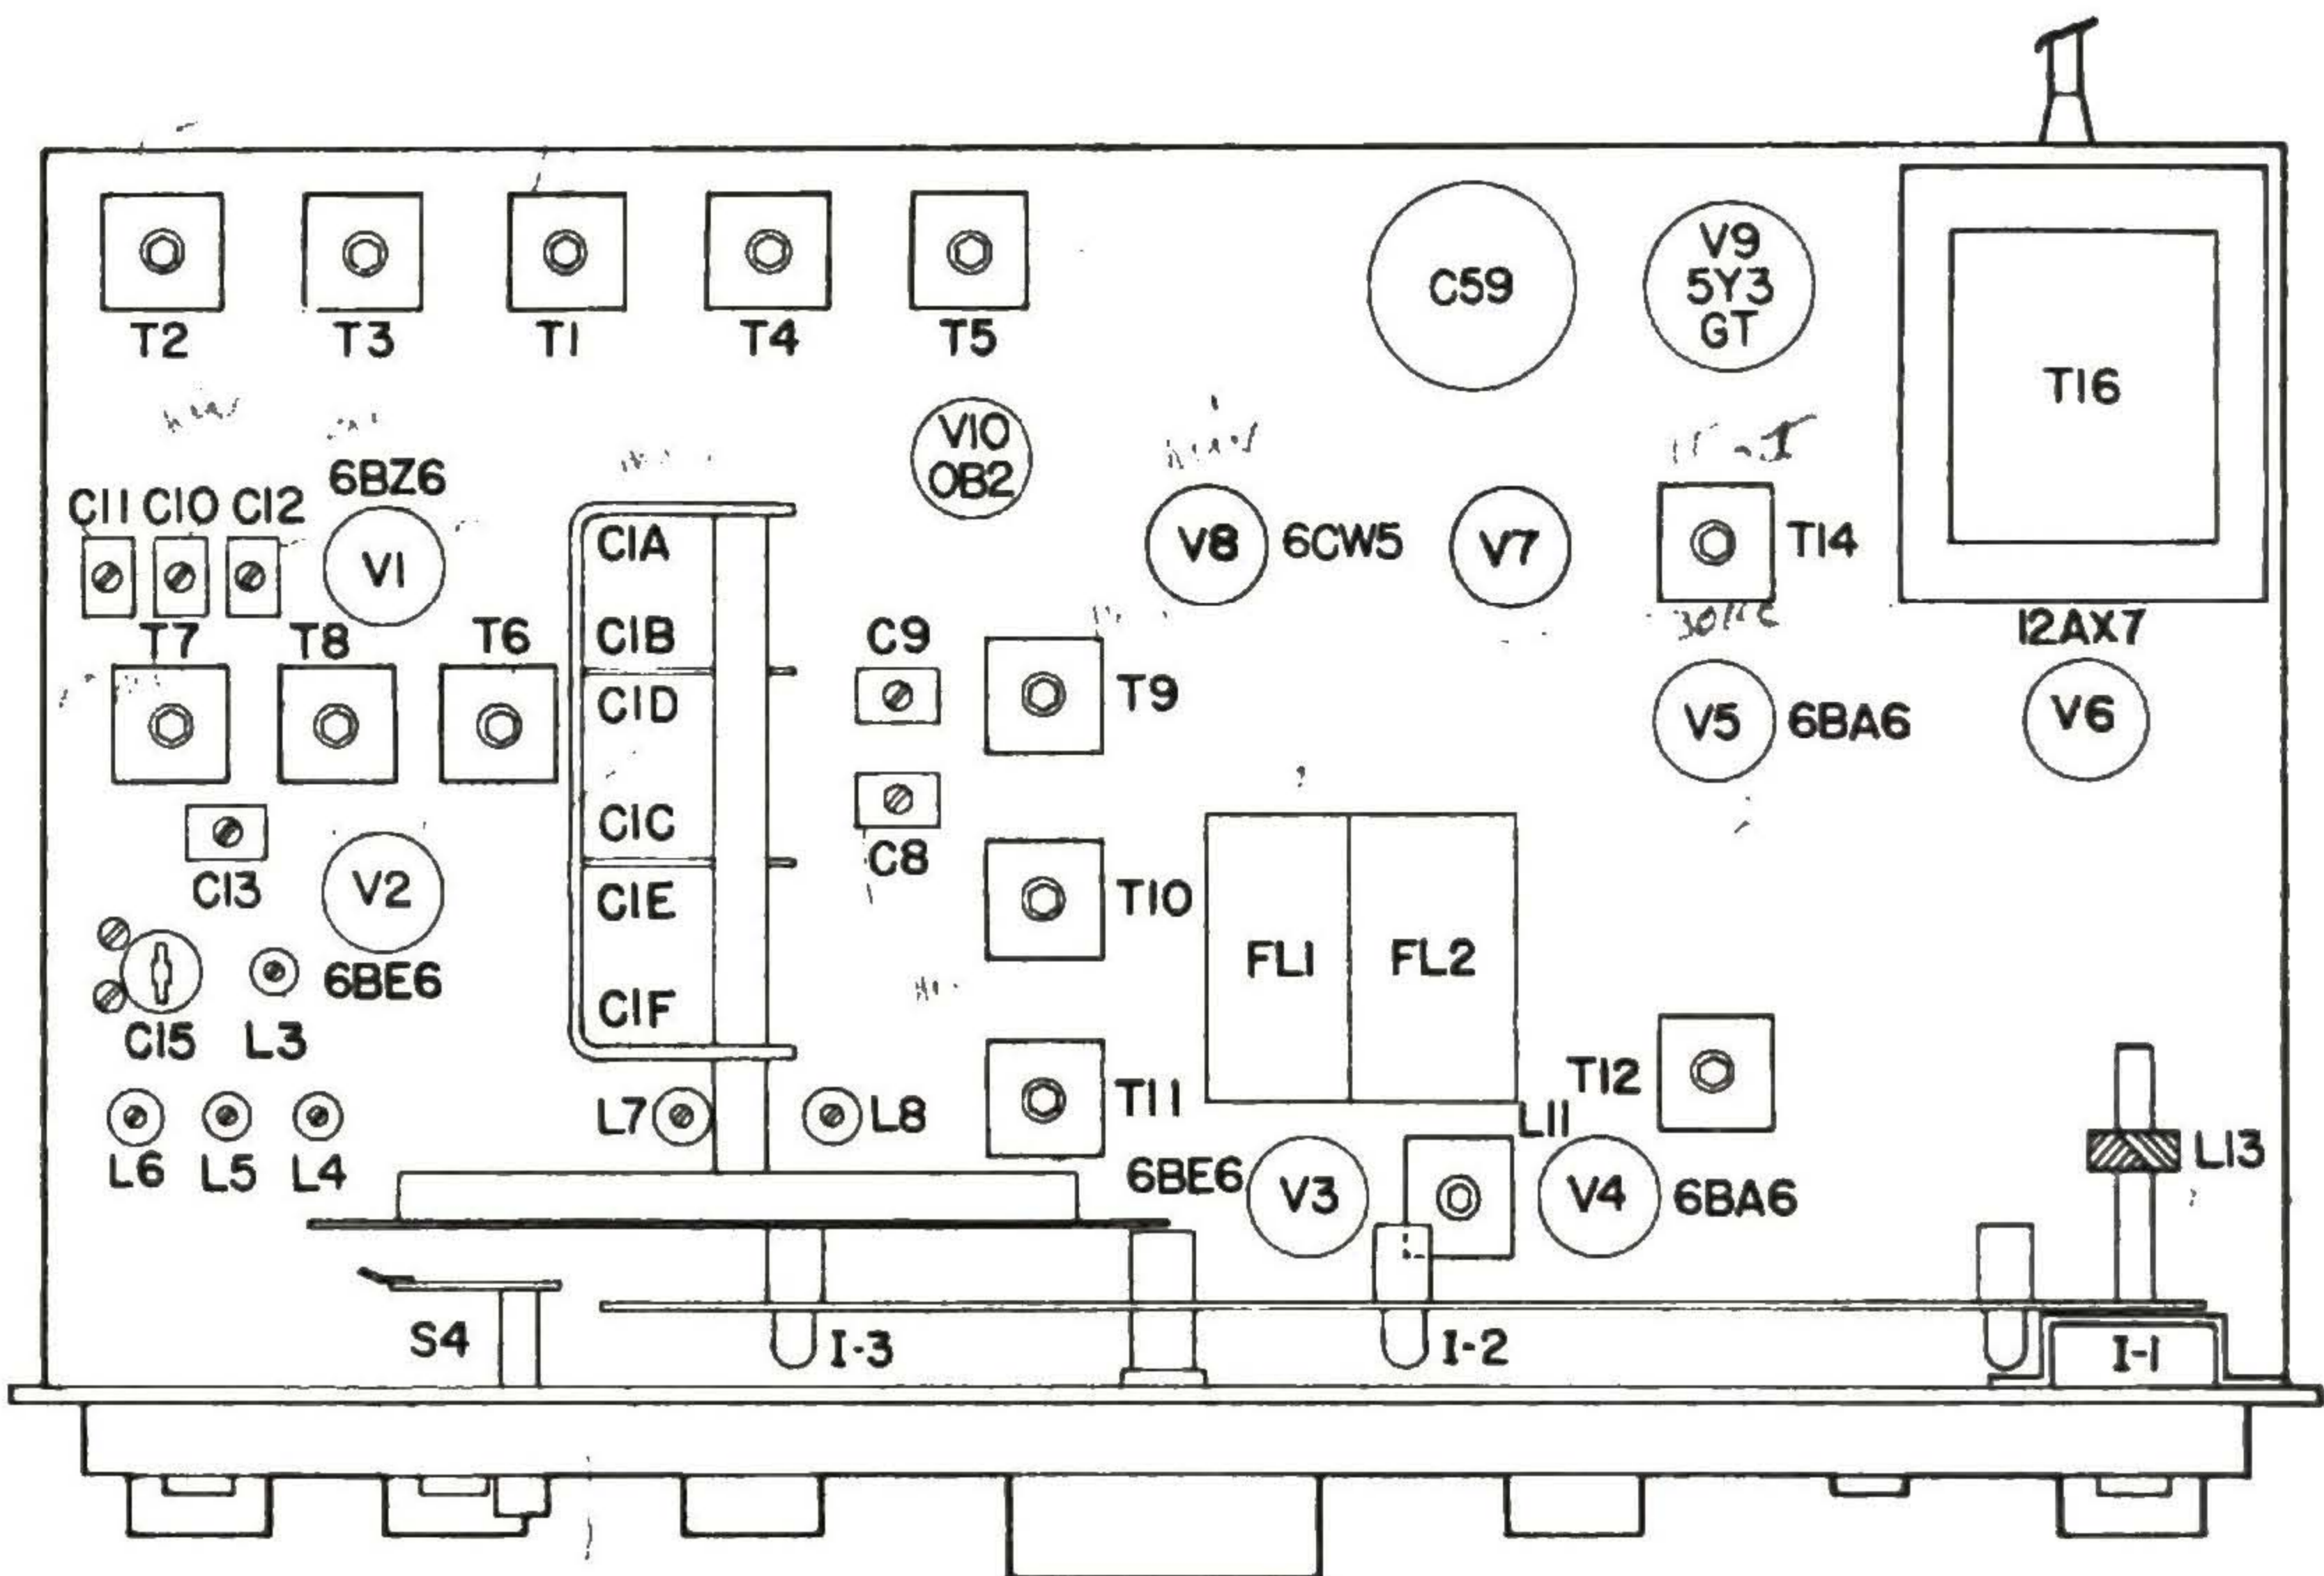 T2 T3 T1 T4 T5
C59
V9
5Y3
GT
T16
V10
OB2
6BZ6
C11 C10 C12
V1
C1A
C1B
C1D
C1C
C1E
C1F
V8 6CW5
V7
T14
12AX7
T7 T8 T6
C9
T9
V5 6BA6
V6
C13
V2
6BE6
C8
T10
FL1 FL2
C15 L3
L6 L5 L4
L7 L8
T11
T12
L11
L13
6BE6 V3
V4 6BA6
S4
I-3
I-2
I-1